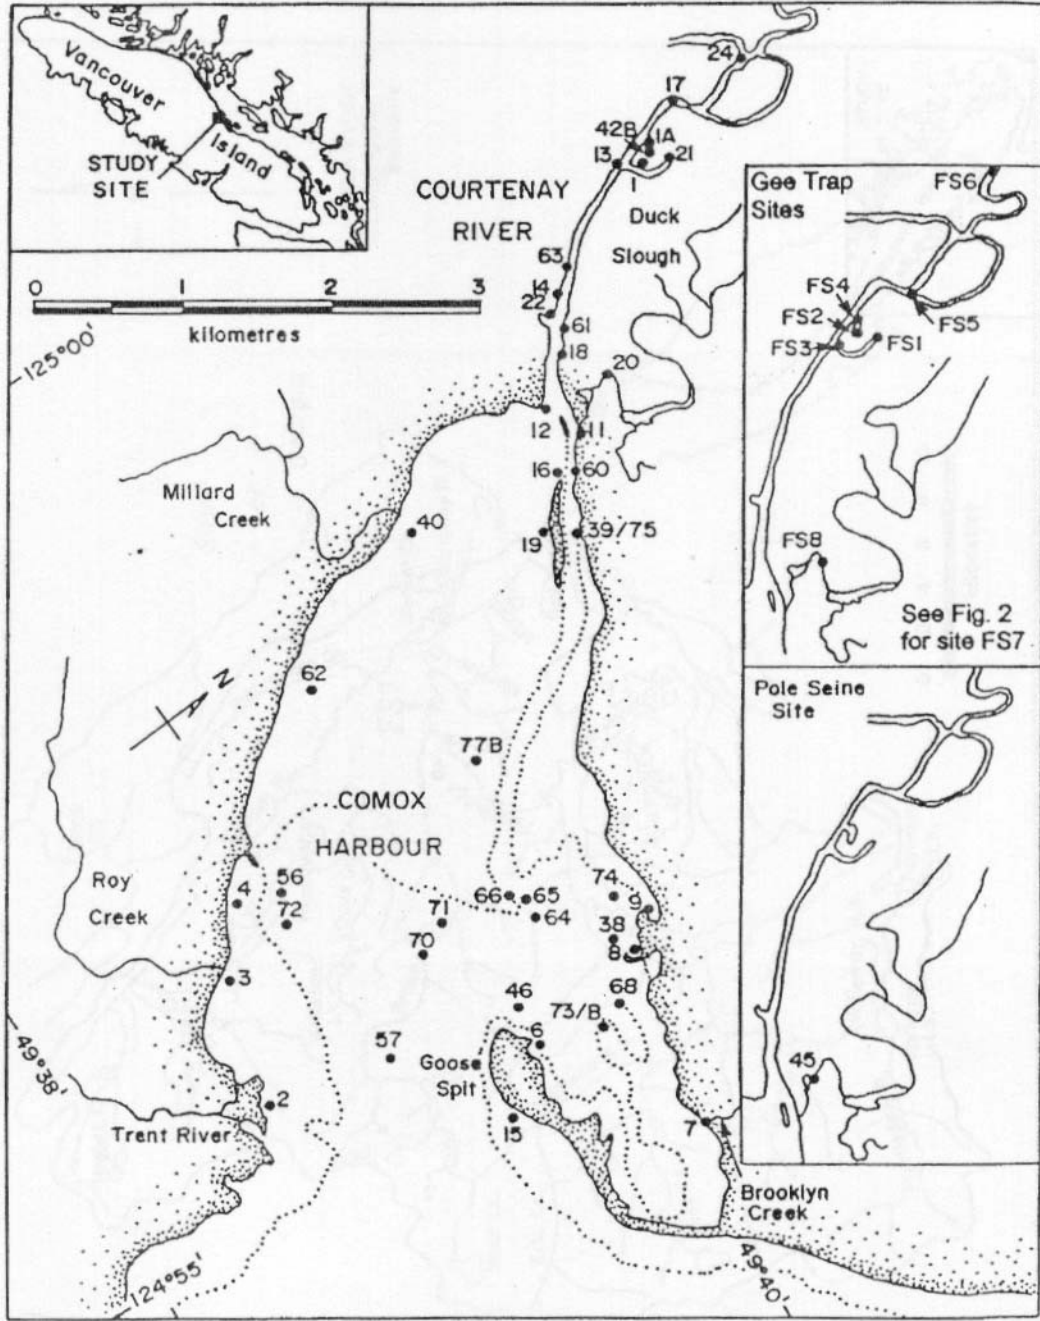 Vancouver
Island
STUDY
SITE
0 1 2 3
kilometres
125°00'
24
17
42B
1A
13
21
1
COURTENAY
RIVER
Duck
Slough
63
14
22
61
18
20
12
11
16
60
Millard
Creek
40
19
39/75
62
N
77B
COMOX
HARBOUR
Roy
Creek
56
4
72
71
66
65
64
74
9
70
38
8
3
46
68
73/B
6
57
Goose
Spit
49°38'
2
Trent River
15
7
Brooklyn
Creek
124°55'
49°40'
Gee Trap
Sites
FS6
FS4
FS2
FS5
FS3
FS1
FS8
See Fig. 2
for site FS7
Pole Seine
Site
45